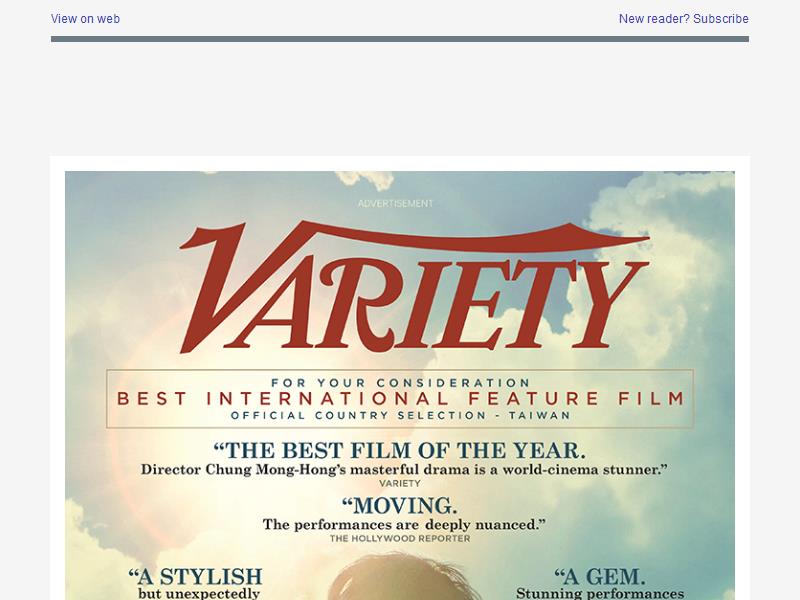 View on web
New reader? Subscribe
ADVERTISEMENT
VARIETY
FOR YOUR CONSIDERATION
BEST INTERNATIONAL FEATURE FILM
OFFICIAL COUNTRY SELECTION - TAIWAN
“THE BEST FILM OF THE YEAR.
Director Chung Mong-Hong’s masterful drama is a world-cinema stunner.”
VARIETY
“MOVING.
The performances are deeply nuanced.”
THE HOLLYWOOD REPORTER
“A STYLISH
but unexpectedly
“A GEM.
Stunning performances